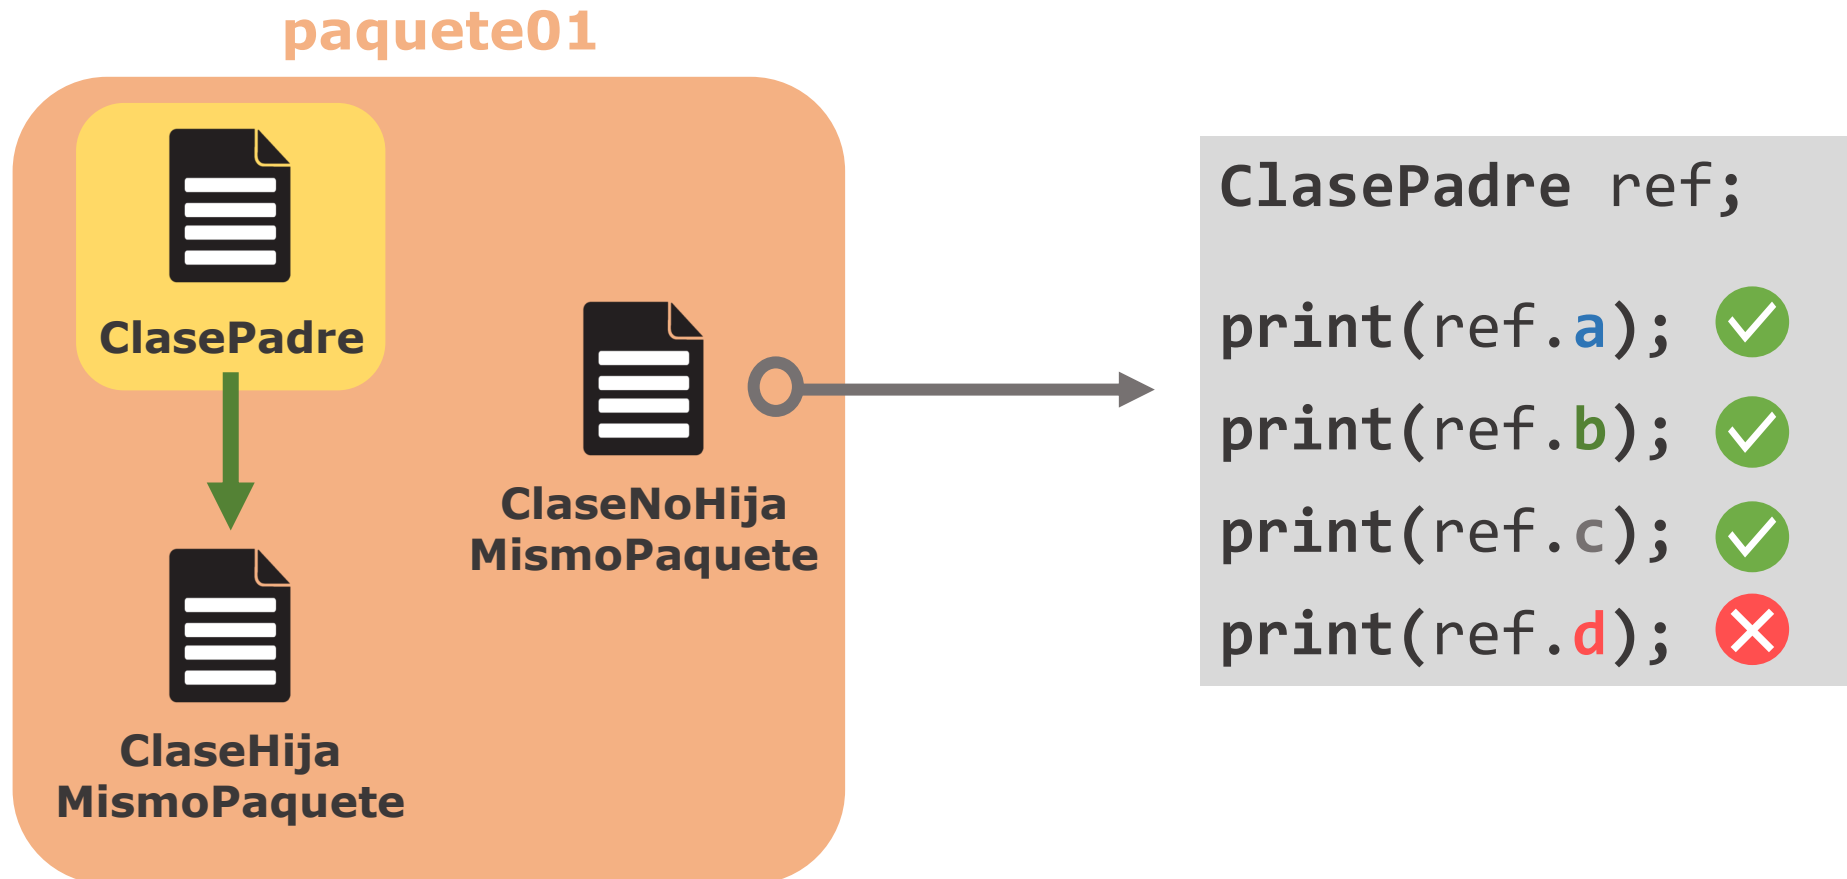 paquete01
ClasePadre
ClaseNoHija
MismoPaquete
ClaseHija
MismoPaquete
ClasePadre ref;
print(ref.a);
print(ref.b);
print(ref.c);
print(ref.d);